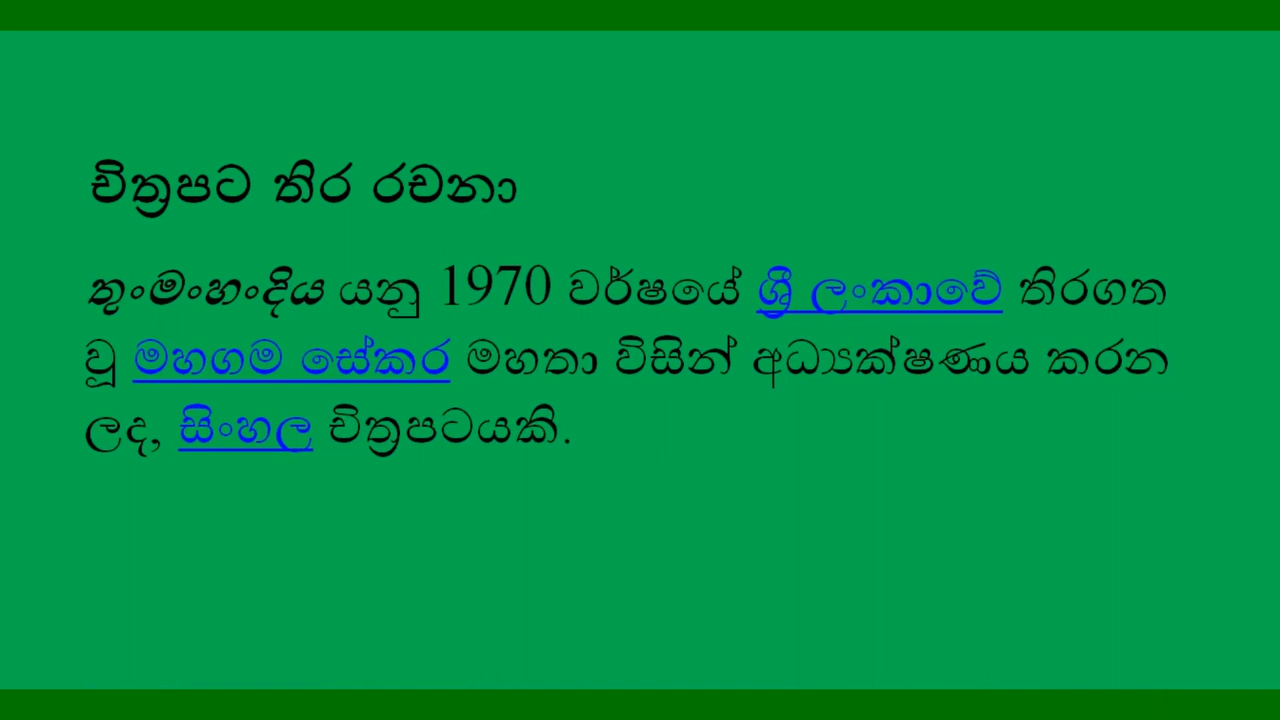 චිත්‍රපට තිර රචනා
තුංමංහංදිය යනු 1970 වර්ෂයේ ශ්‍රී ලංකාවේ තිරගත
වූ මහගම සේකර මහතා විසින් අධ්‍යක්ෂණය කරන
ලද, සිංහල චිත්‍රපටයකි.